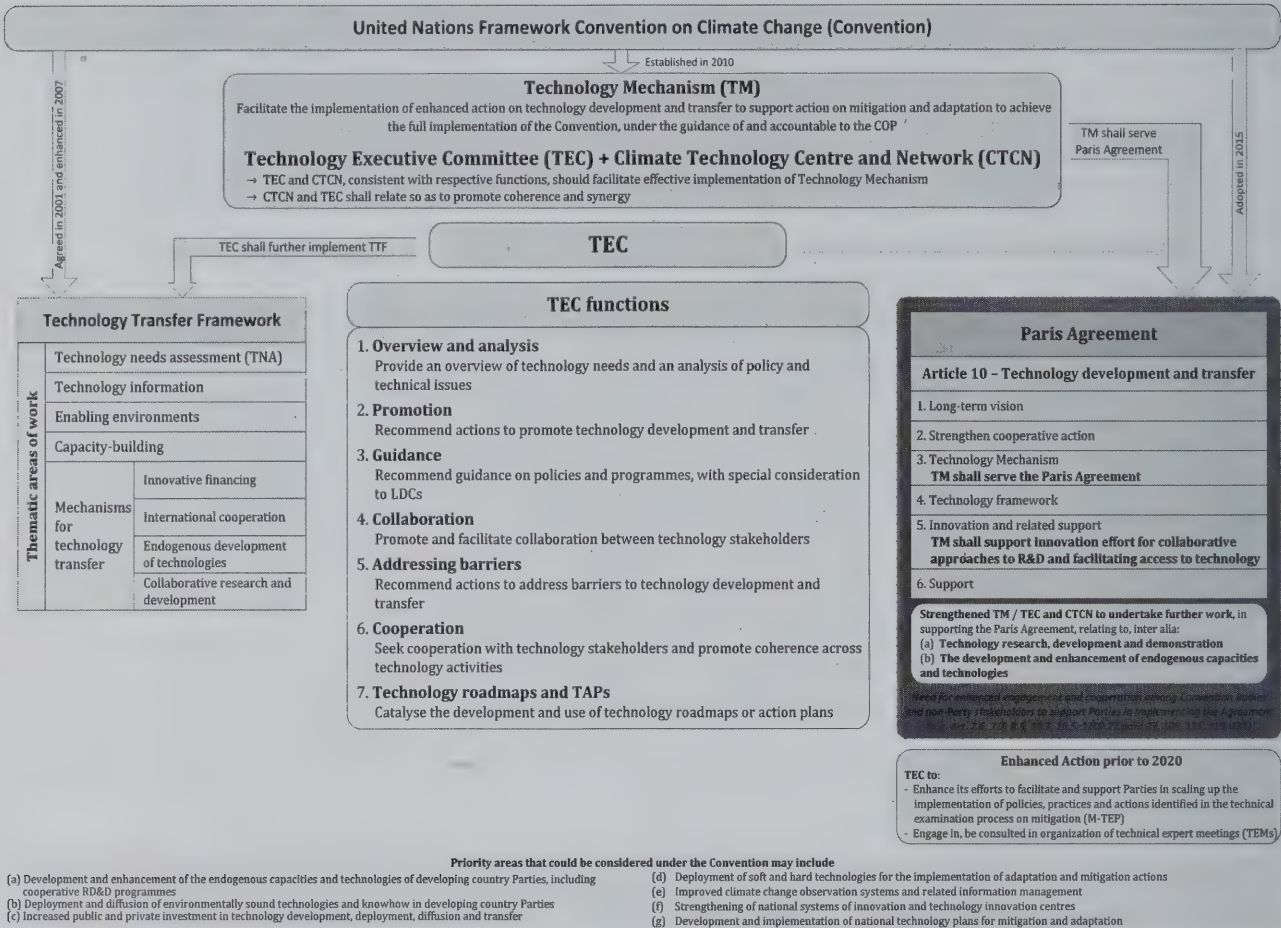 United Nations Framework Convention on Climate Change (Convention)
Agreed in 2001 and enhanced in 2007
Established in 2010
Technology Mechanism (TM)
Facilitate the implementation of enhanced action on technology development and transfer to support action on mitigation and adaptation to achieve
the full implementation of the Convention, under the guidance of and accountable to the COP
Technology Executive Committee (TEC) + Climate Technology Centre and Network (CTCN)
→ TEC and CTCN, consistent with respective functions, should facilitate effective implementation of Technology Mechanism
→ CTCN and TEC shall relate so as to promote coherence and synergy
TM shall serve
Paris Agreement
Adopted in 2015
TEC shall further implement TTF
TEC
Technology Transfer Framework
Thematic areas of work
Technology needs assessment (TNA)
Technology information
Enabling environments
Capacity-building
Mechanisms
for
technology
transfer
Innovative financing
International cooperation
Endogenous development
of technologies
Collaborative research and
development
TEC functions
1. Overview and analysis
Provide an overview of technology needs and an analysis of policy and
technical issues
2. Promotion
Recommend actions to promote technology development and transfer
3. Guidance
Recommend guidance on policies and programmes, with special consideration
to LDCs
4. Collaboration
Promote and facilitate collaboration between technology stakeholders
5. Addressing barriers
Recommend actions to address barriers to technology development and
transfer
6. Cooperation
Seek cooperation with technology stakeholders and promote coherence across
technology activities
7. Technology roadmaps and TAPs
Catalyse the development and use of technology roadmaps or action plans
Paris Agreement
Article 10 – Technology development and transfer
1. Long-term vision
2. Strengthen cooperative action
3. Technology Mechanism
TM shall serve the Paris Agreement
4. Technology framework
5. Innovation and related support
TM shall support innovation effort for collaborative
approaches to R&D and facilitating access to technology
6. Support
Strengthened TM / TEC and CTCN to undertake further work, in
supporting the Paris Agreement, relating to, inter alia:
(a) Technology research, development and demonstration
(b) The development and enhancement of endogenous capacities
and technologies
Need for enhanced engagement and cooperation among Convention bodies
and non-Party stakeholders to support Parties in implementing the Agreement
Enhanced Action prior to 2020
TEC to:
- Enhance its efforts to facilitate and support Parties in scaling up the
implementation of policies, practices and actions identified in the technical
examination process on mitigation (M-TEP)
- Engage in, be consulted in organization of technical expert meetings (TEMs)
Priority areas that could be considered under the Convention may include
(a) Development and enhancement of the endogenous capacities and technologies of developing country Parties, including
cooperative RD&D programmes
(b) Deployment and diffusion of environmentally sound technologies and knowhow in developing country Parties
(c) Increased public and private investment in technology development, deployment, diffusion and transfer
(d) Deployment of soft and hard technologies for the implementation of adaptation and mitigation actions
(e) Improved climate change observation systems and related information management
(f) Strengthening of national systems of innovation and technology innovation centres
(g) Development and implementation of national technology plans for mitigation and adaptation